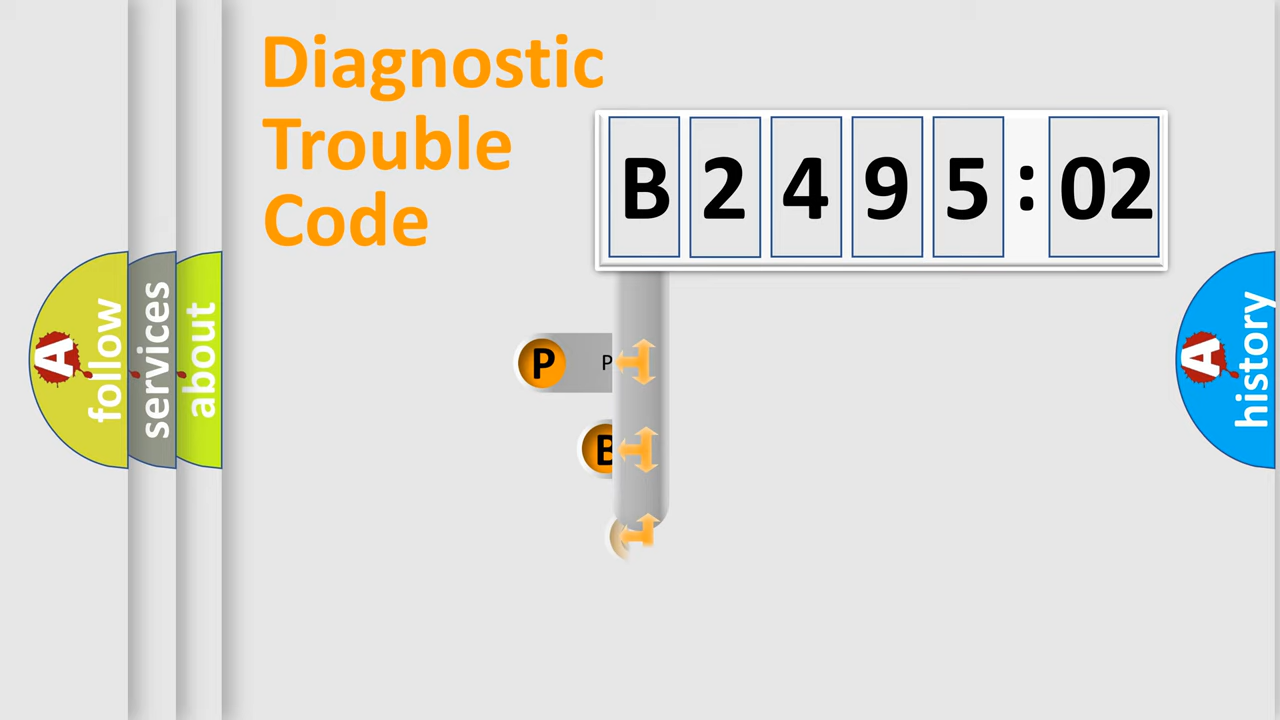 Diagnostic
Trouble
Code
B 2 4 9 5 : 02
P P
B
A follow
services
about
A history